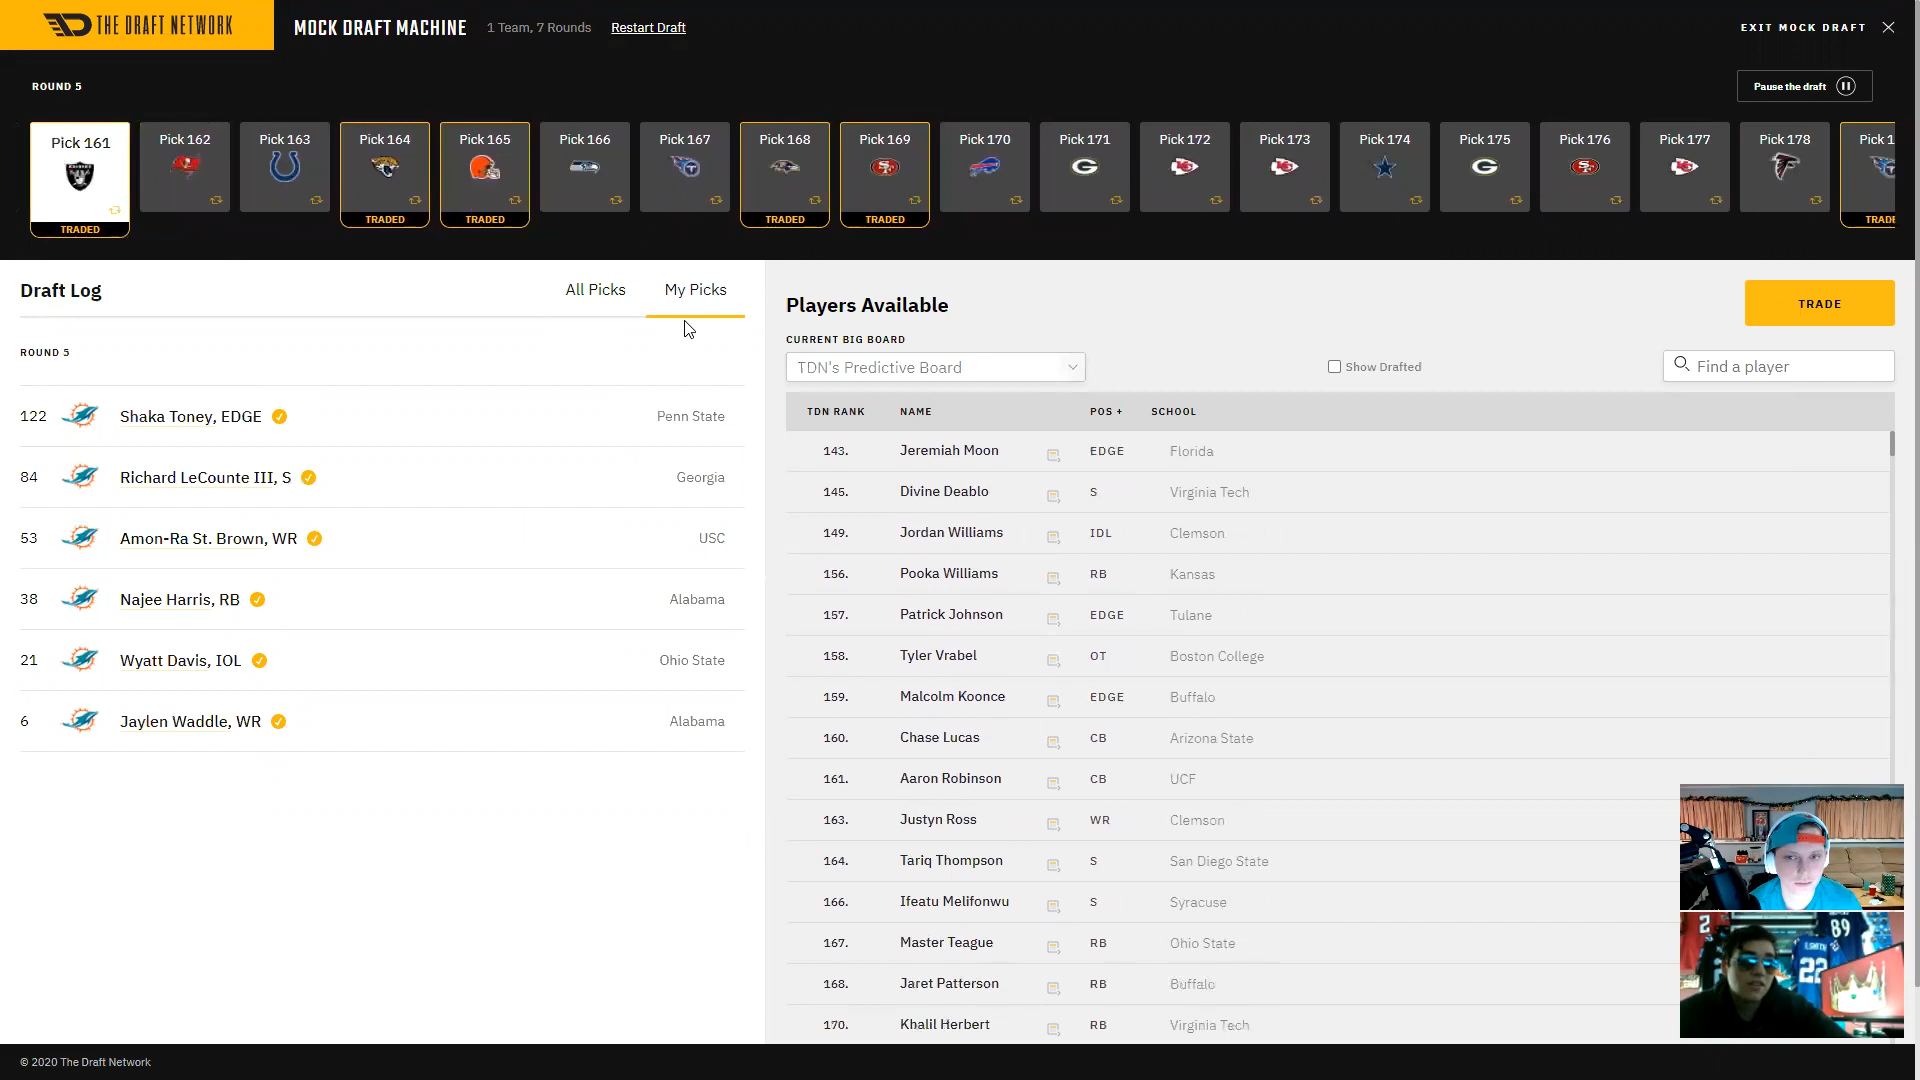 THE DRAFT NETWORK
MOCK DRAFT MACHINE
1 Team, 7 Rounds
Restart Draft
EXIT MOCK DRAFT
ROUND 5
Pause the draft
Pick 161
TRADED
Pick 162
Pick 163
Pick 164
TRADED
Pick 165
TRADED
Pick 166
Pick 167
Pick 168
TRADED
Pick 169
TRADED
Pick 170
Pick 171
Pick 172
Pick 173
Pick 174
Pick 175
Pick 176
Pick 177
Pick 178
Pick 1
TRADE
Draft Log
All Picks
My Picks
ROUND 5
122 Shaka Toney, EDGE Penn State
84 Richard LeCounte III, S Georgia
53 Amon-Ra St. Brown, WR USC
38 Najee Harris, RB Alabama
21 Wyatt Davis, IOL Ohio State
6 Jaylen Waddle, WR Alabama
Players Available
TRADE
CURRENT BIG BOARD
TDN's Predictive Board
Show Drafted
Find a player
TDN RANK NAME POS + SCHOOL
143. Jeremiah Moon EDGE Florida
145. Divine Deablo S Virginia Tech
149. Jordan Williams IDL Clemson
156. Pooka Williams RB Kansas
157. Patrick Johnson EDGE Tulane
158. Tyler Vrabel OT Boston College
159. Malcolm Koonce EDGE Buffalo
160. Chase Lucas CB Arizona State
161. Aaron Robinson CB UCF
163. Justyn Ross WR Clemson
164. Tariq Thompson S San Diego State
166. Ifeatu Melifonwu S Syracuse
167. Master Teague RB Ohio State
168. Jaret Patterson RB Buffalo
170. Khalil Herbert RB Virginia Tech
2
89
22
© 2020 The Draft Network